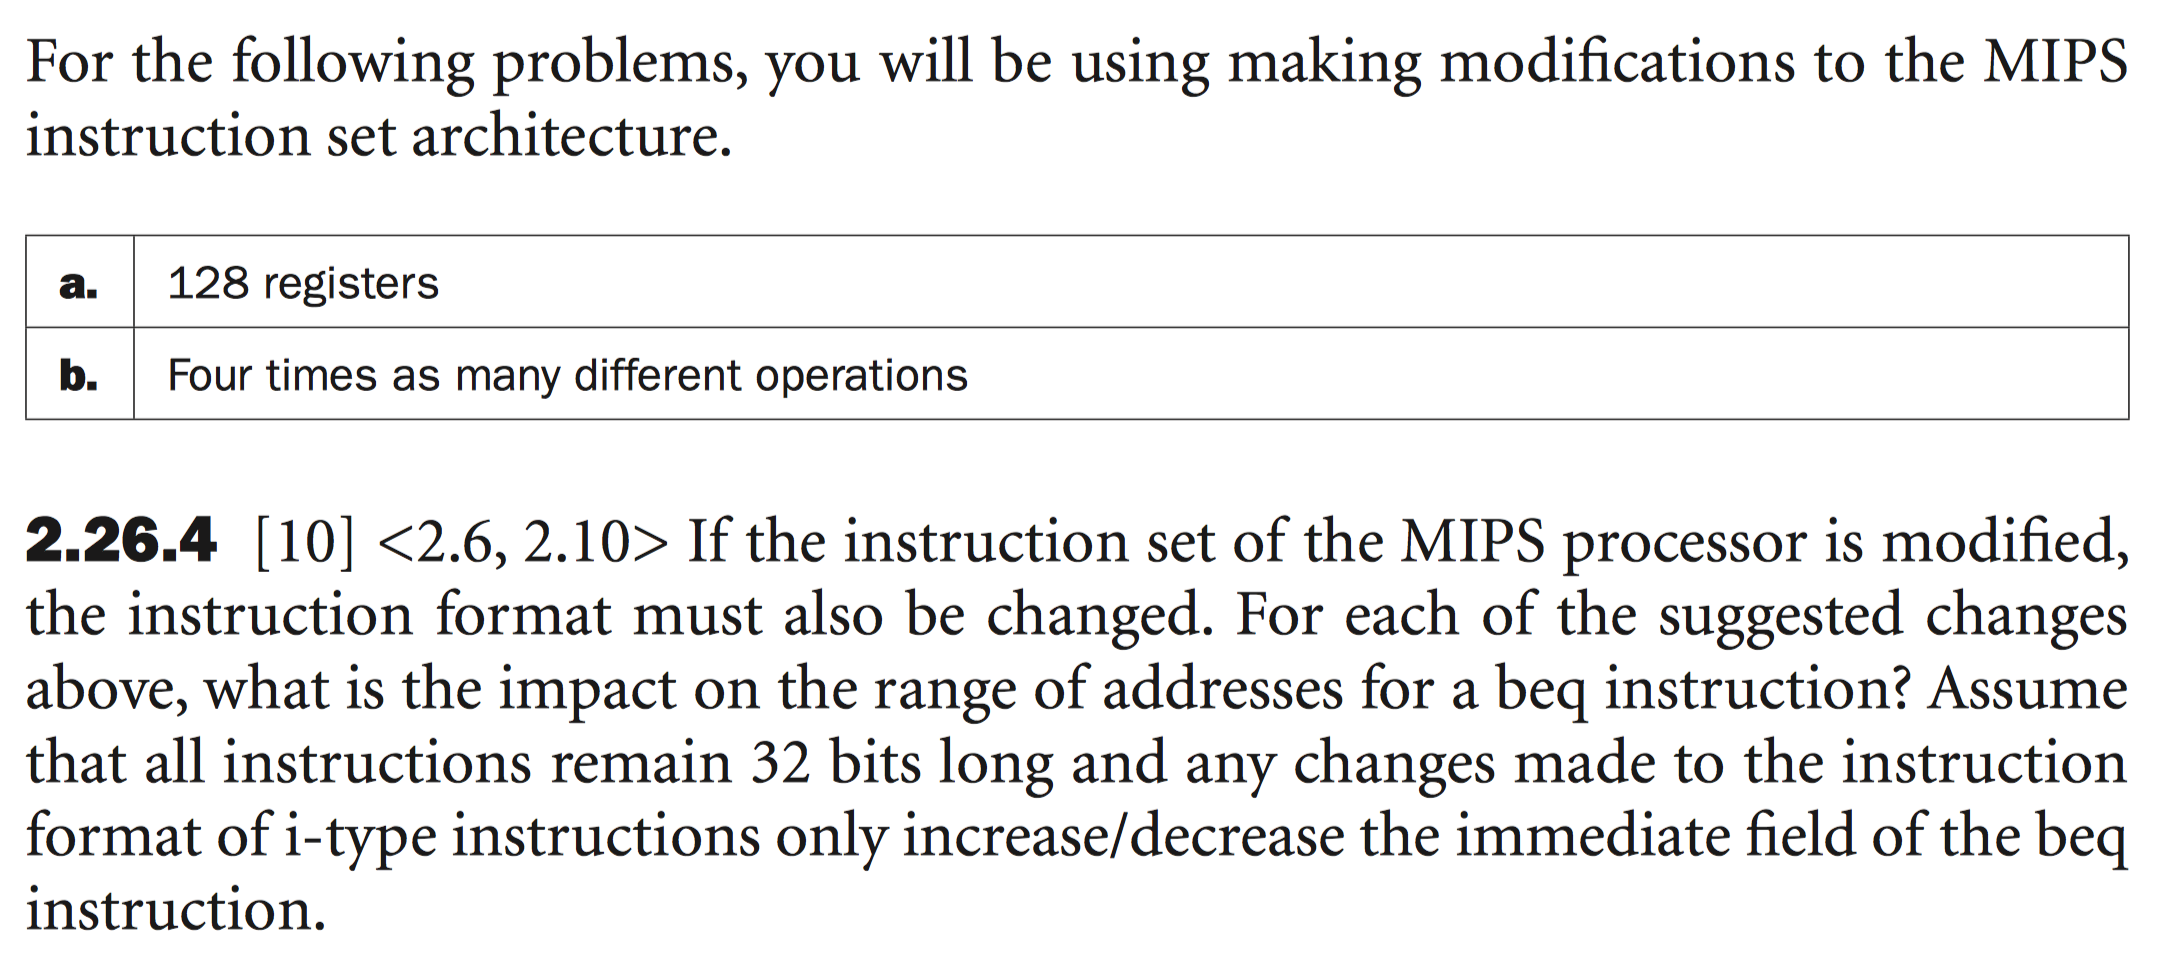 For the following problems, you will be using making modifications to the MIPS
instruction set architecture.
a. 128 registers
b. Four times as many different operations
2.26.4 [10] <2.6, 2.10> If the instruction set of the MIPS processor is modified,
the instruction format must also be changed. For each of the suggested changes
above, what is the impact on the range of addresses for a beq instruction? Assume
that all instructions remain 32 bits long and any changes made to the instruction
format of i-type instructions only increase/decrease the immediate field of the beq
instruction.